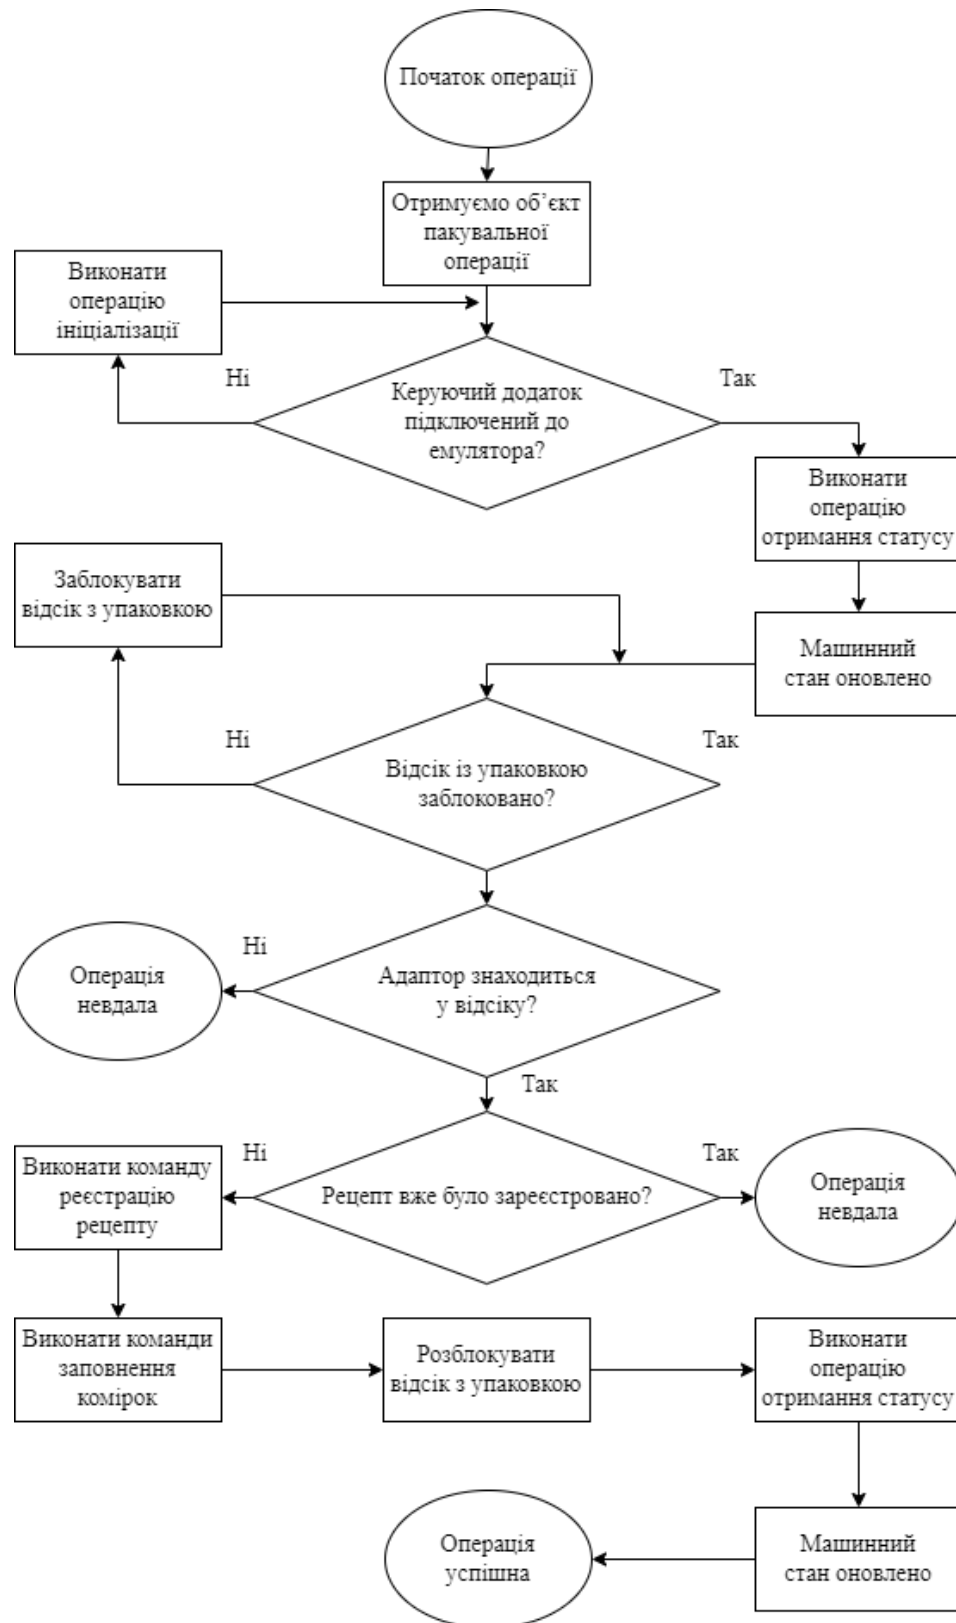 Початок операції
Отримуємо об’єкт
пакувальної
операції
Виконати
операцію
ініціалізації
Ні
Так
Керуючий додаток
підключений до
емулятора?
Виконати
операцію
отримання статусу
Заблокувати
відсік з упаковкою
Машинний
стан оновлено
Ні
Так
Відсік із упаковкою
заблоковано?
Ні
Операція
невдала
Адаптор знаходиться
у відсіку?
Так
Ні
Так
Виконати команду
реєстрацію
рецепту
Рецепт вже було зареєстровано?
Операція
невдала
Виконати команди
заповнення
комірок
Розблокувати
відсік з упаковкою
Виконати
операцію
отримання статусу
Операція
успішна
Машинний
стан оновлено